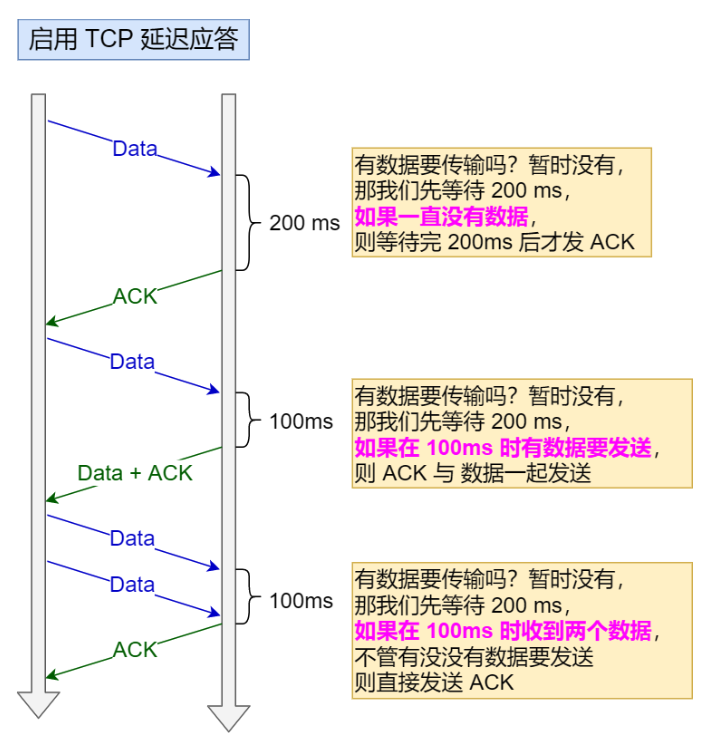 启用 TCP 延迟应答
Data
有数据要传输吗？暂时没有，
那我们先等待 200 ms，
如果一直没有数据，
则等待完 200ms 后才发 ACK
200 ms
ACK
Data
有数据要传输吗？暂时没有，
那我们先等待 200 ms，
如果在 100ms 时有数据要发送，
则 ACK 与 数据一起发送
100ms
Data + ACK
Data
Data
有数据要传输吗？暂时没有，
那我们先等待 200 ms，
如果在 100ms 时收到两个数据，
不管有没没有数据要发送
则直接发送 ACK
100ms
ACK